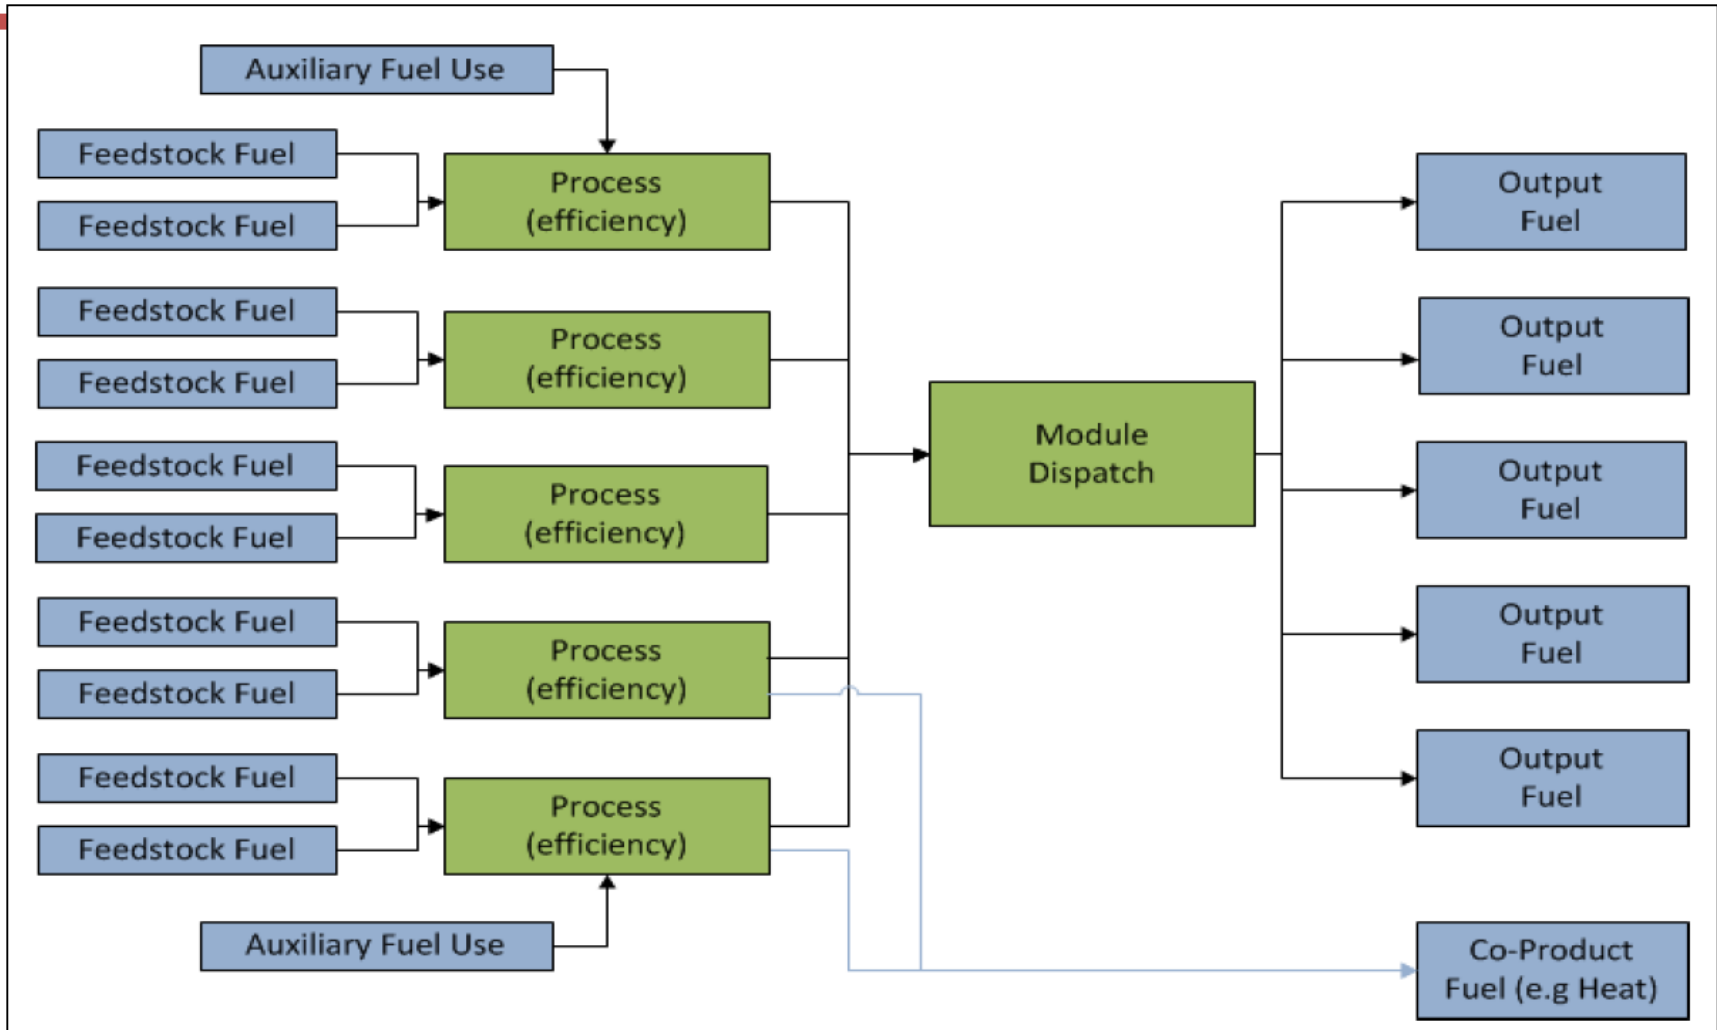 Auxiliary Fuel Use
Feedstock Fuel
Feedstock Fuel
Process
(efficiency)
Feedstock Fuel
Feedstock Fuel
Process
(efficiency)
Feedstock Fuel
Feedstock Fuel
Process
(efficiency)
Feedstock Fuel
Feedstock Fuel
Process
(efficiency)
Feedstock Fuel
Feedstock Fuel
Process
(efficiency)
Auxiliary Fuel Use
Module
Dispatch
Output
Fuel
Output
Fuel
Output
Fuel
Output
Fuel
Output
Fuel
Co-Product
Fuel (e.g Heat)